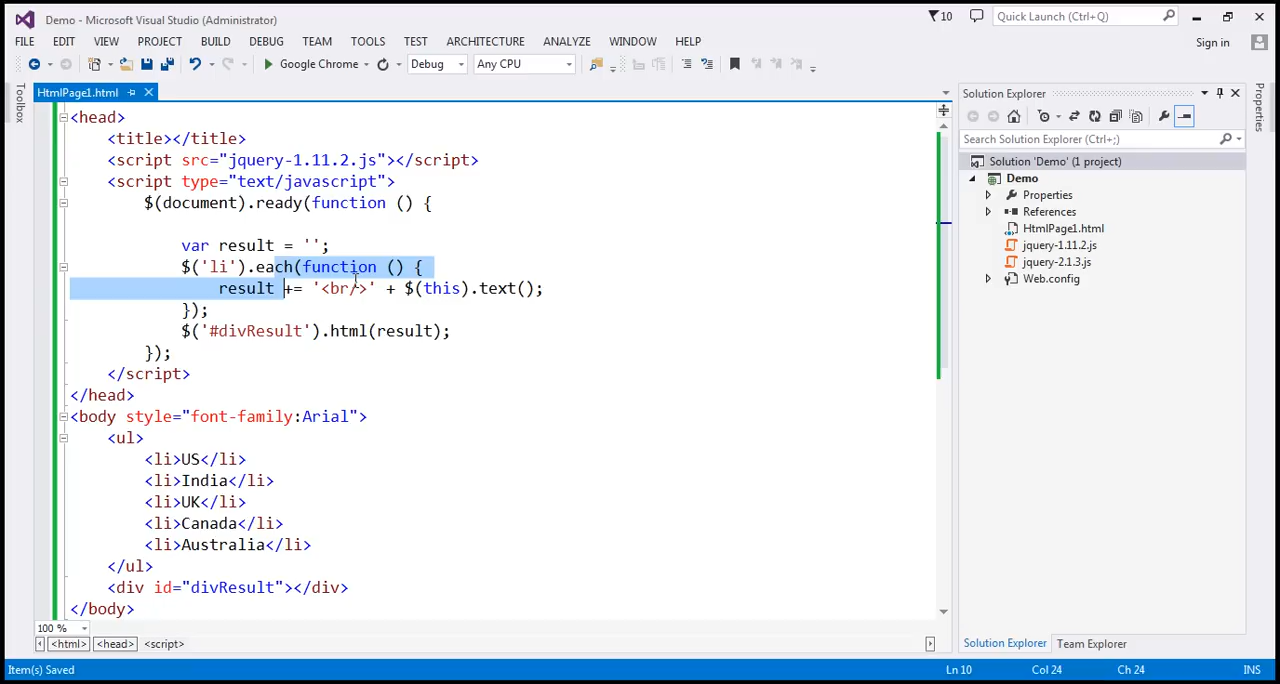 Demo - Microsoft Visual Studio (Administrator)
10
Quick Launch (Ctrl+Q)
FILE EDIT VIEW PROJECT BUILD DEBUG TEAM TOOLS TEST ARCHITECTURE ANALYZE WINDOW HELP
Sign in
Google Chrome Debug Any CPU
Toolbox
HtmlPage1.html
<head>
<title></title>
<script src="jquery-1.11.2.js"></script>
<script type="text/javascript">
$(document).ready(function () {
var result = '';
$('li').each(function () {
result += '<br/>' + $(this).text();
});
$('#divResult').html(result);
});
</script>
</head>
<body style="font-family:Arial">
<ul>
<li>US</li>
<li>India</li>
<li>UK</li>
<li>Canada</li>
<li>Australia</li>
</ul>
<div id="divResult"></div>
</body>
100 %
<html> <head> <script>
Solution Explorer
Search Solution Explorer (Ctrl+;)
Solution 'Demo' (1 project)
Demo
Properties
References
HtmlPage1.html
jquery-1.11.2.js
jquery-2.1.3.js
Web.config
Solution Explorer Team Explorer
Properties
Item(s) Saved Ln 10 Col 24 Ch 24 INS